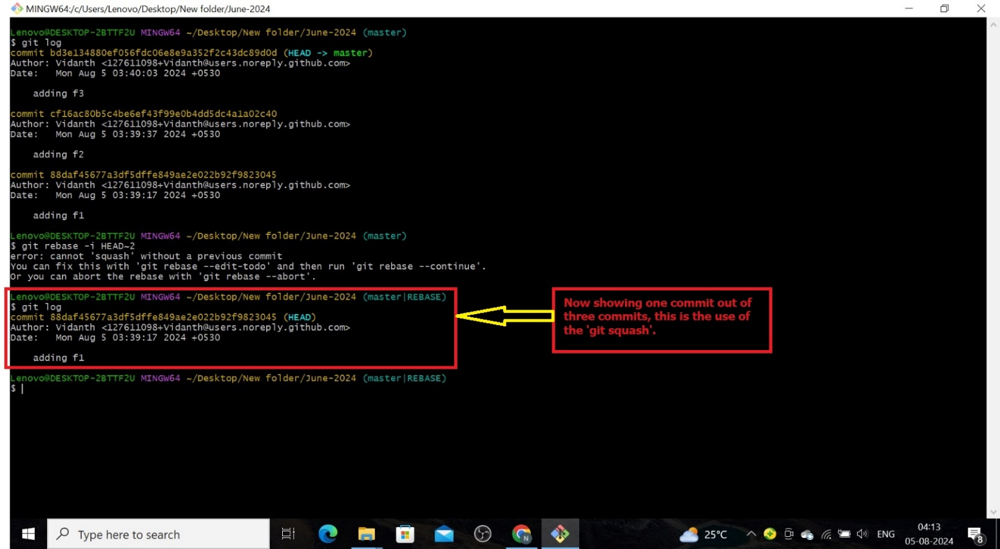 MINGW64:/c/Users/Lenovo/Desktop/New folder/June-2024
Lenovo@DESKTOP-2BTTF2U MINGW64 ~/Desktop/New folder/June-2024 (master)
$ git log
commit bd3e134880ef056fdc06e8e9a352f2c43dc89d0d (HEAD -> master)
Author: Vidanth <127611098+Vidanth@users.noreply.github.com>
Date:   Mon Aug 5 03:40:03 2024 +0530
    adding f3
commit cf16ac80b5c4be6ef43f99e0b4dd5dc4a1a02c40
Author: Vidanth <127611098+Vidanth@users.noreply.github.com>
Date:   Mon Aug 5 03:39:37 2024 +0530
    adding f2
commit 88daf45677a3df5dffe849ae2e022b92f9823045
Author: Vidanth <127611098+Vidanth@users.noreply.github.com>
Date:   Mon Aug 5 03:39:17 2024 +0530
    adding f1
Lenovo@DESKTOP-2BTTF2U MINGW64 ~/Desktop/New folder/June-2024 (master)
$ git rebase -i HEAD~2
error: cannot 'squash' without a previous commit
You can fix this with 'git rebase --edit-todo' and then run 'git rebase --continue'.
Or you can abort the rebase with 'git rebase --abort'.
Lenovo@DESKTOP-2BTTF2U MINGW64 ~/Desktop/New folder/June-2024 (master|REBASE)
$ git log
commit 88daf45677a3df5dffe849ae2e022b92f9823045 (HEAD)
Author: Vidanth <127611098+Vidanth@users.noreply.github.com>
Date:   Mon Aug 5 03:39:17 2024 +0530
    adding f1
Now showing one commit out of
three commits, this is the use of
the 'git squash'.
Lenovo@DESKTOP-2BTTF2U MINGW64 ~/Desktop/New folder/June-2024 (master|REBASE)
$
Type here to search
N
25°C
ENG
04:13
05-08-2024
8